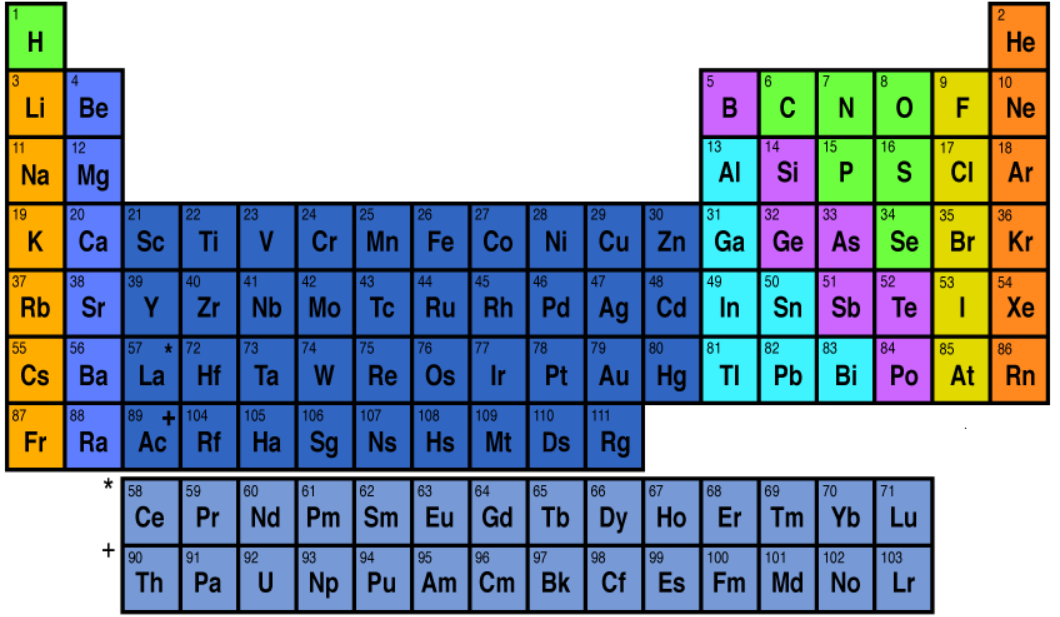 1 H 2 He
3 Li 4 Be 5 B 6 C 7 N 8 O 9 F 10 Ne
11 Na 12 Mg 13 Al 14 Si 15 P 16 S 17 Cl 18 Ar
19 K 20 Ca 21 Sc 22 Ti 23 V 24 Cr 25 Mn 26 Fe 27 Co 28 Ni 29 Cu 30 Zn 31 Ga 32 Ge 33 As 34 Se 35 Br 36 Kr
37 Rb 38 Sr 39 Y 40 Zr 41 Nb 42 Mo 43 Tc 44 Ru 45 Rh 46 Pd 47 Ag 48 Cd 49 In 50 Sn 51 Sb 52 Te 53 I 54 Xe
55 Cs 56 Ba 57 * La 72 Hf 73 Ta 74 W 75 Re 76 Os 77 Ir 78 Pt 79 Au 80 Hg 81 Tl 82 Pb 83 Bi 84 Po 85 At 86 Rn
87 Fr 88 Ra 89 + Ac 104 Rf 105 Ha 106 Sg 107 Ns 108 Hs 109 Mt 110 Ds 111 Rg
* 58 Ce 59 Pr 60 Nd 61 Pm 62 Sm 63 Eu 64 Gd 65 Tb 66 Dy 67 Ho 68 Er 69 Tm 70 Yb 71 Lu
+ 90 Th 91 Pa 92 U 93 Np 94 Pu 95 Am 96 Cm 97 Bk 98 Cf 99 Es 100 Fm 101 Md 102 No 103 Lr